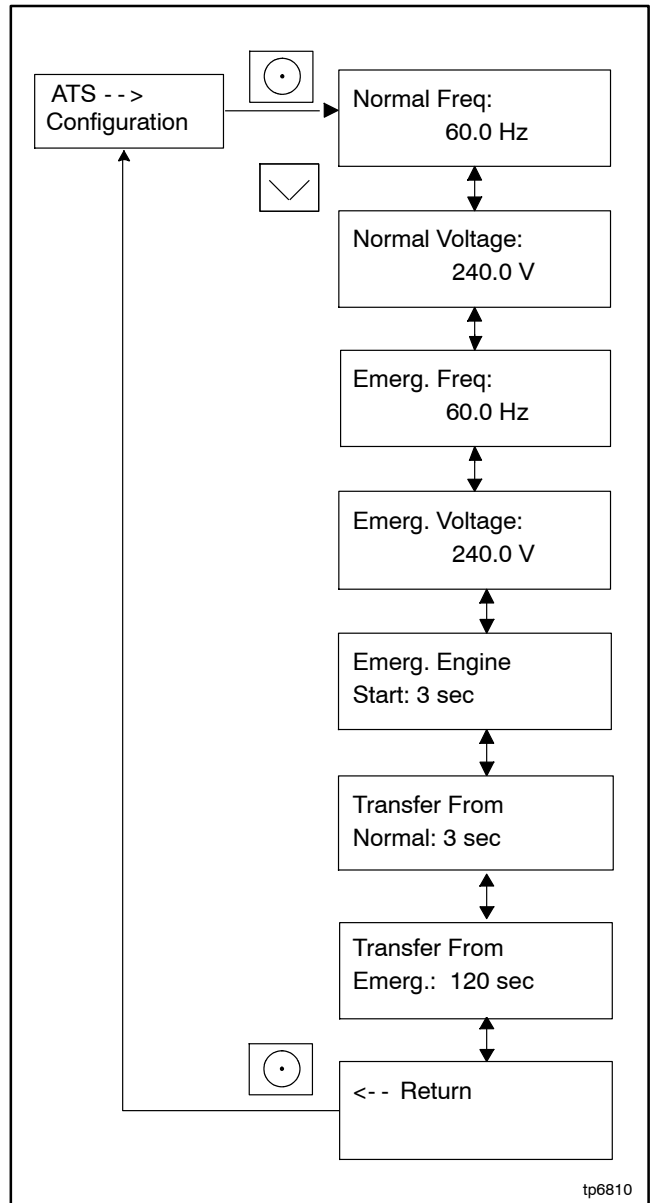 ATS - - >
Configuration
Normal Freq:
60.0 Hz
Normal Voltage:
240.0 V
Emerg. Freq:
60.0 Hz
Emerg. Voltage:
240.0 V
Emerg. Engine
Start: 3 sec
Transfer From
Normal: 3 sec
Transfer From
Emerg.: 120 sec
<- - Return
tp6810